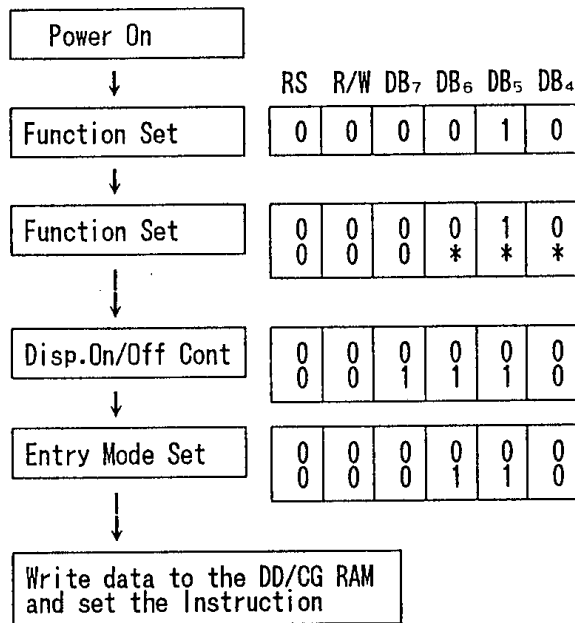 Power On
RS R/W DB₇ DB₆ DB₅ DB₄
Function Set 0 0 0 0 1 0
Function Set
0 0 0 0 1 0
0 0 0 * * *
Disp.On/Off Cont
0 0 0 0 0 0
0 0 1 1 1 0
Entry Mode Set
0 0 0 0 0 0
0 0 0 1 1 0
Write data to the DD/CG RAM
and set the Instruction